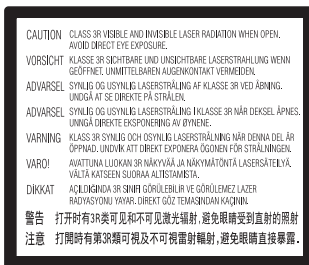 CAUTION CLASS 3R VISIBLE AND INVISIBLE LASER RADIATION WHEN OPEN.
AVOID DIRECT EYE EXPOSURE.
VORSICHT KLASSE 3R SICHTBARE UND UNSICHTBARE LASERSTRAHLUNG WENN
GEÖFFNET. UNMITTELBAREN AUGENKONTAKT VERMEIDEN.
ADVARSEL SYNLIG OG USYNLIG LASERSTRÅLING AF KLASSE 3R VED ÅBNING.
UNDGÅ AT SE DIREKTE PÅ STRÅLEN.
ADVARSEL SYNLIG OG USYNLIG LASERSTRÅLING I KLASSE 3R NÅR DEKSEL ÅPNES.
UNNGÅ DIREKTE EKSPONERING AV ØYNENE.
VARNING KLASS 3R SYNLIG OCH OSYNLIG LASERSTRÅLNING NÄR DENNA DEL ÄR
ÖPPNAD. UNDVIK ATT DIREKT EXPONERA ÖGONEN FÖR STRÅLNINGEN.
VARO! AVATTUNA LUOKAN 3R NÄKYVÄÄ JA NÄKYMÄTÖNTÄ LASERSÄTEILYÄ.
VÄLTÄ KATSEEN SUORAA ALTISTAMISTA.
DİKKAT AÇILDIĞINDA 3R SINIFI GÖRÜLEBİLİR VE GÖRÜLEMEZ LAZER
RADYASYONU YAYAR. DİREKT GÖZ TEMASINDAN KAÇININ.
警告 打开时有3R类可见和不可见激光辐射,避免眼睛受到直射的照射
注意 打開時有第3R類可視及不可視雷射輻射,避免眼睛直接暴露。